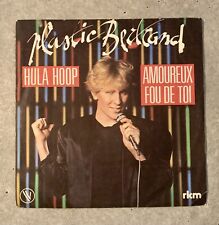 plastic Bertrand
HULA HOOP
AMOUREUX
FOU DE TOI
rkm